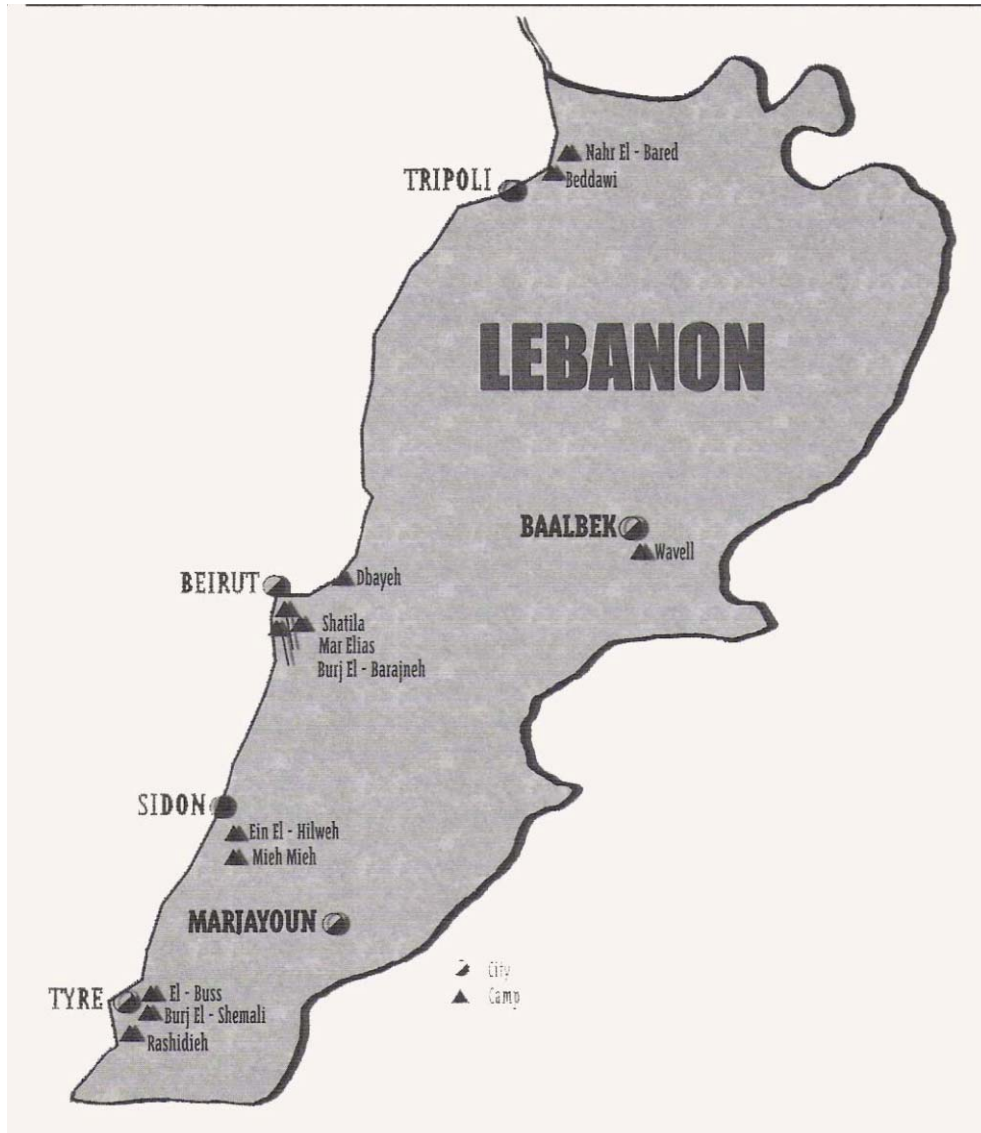 Nahr El - Bared
TRIPOLI
Beddawi
LEBANON
BAALBEK
Wavell
BEIRUT
Dbayeh
Shatila
Mar Elias
Burj El - Barajneh
SIDON
Ein El - Hilweh
Mieh Mieh
MARJAYOUN
City
Camp
TYRE
El - Buss
Burj El - Shemali
Rashidieh